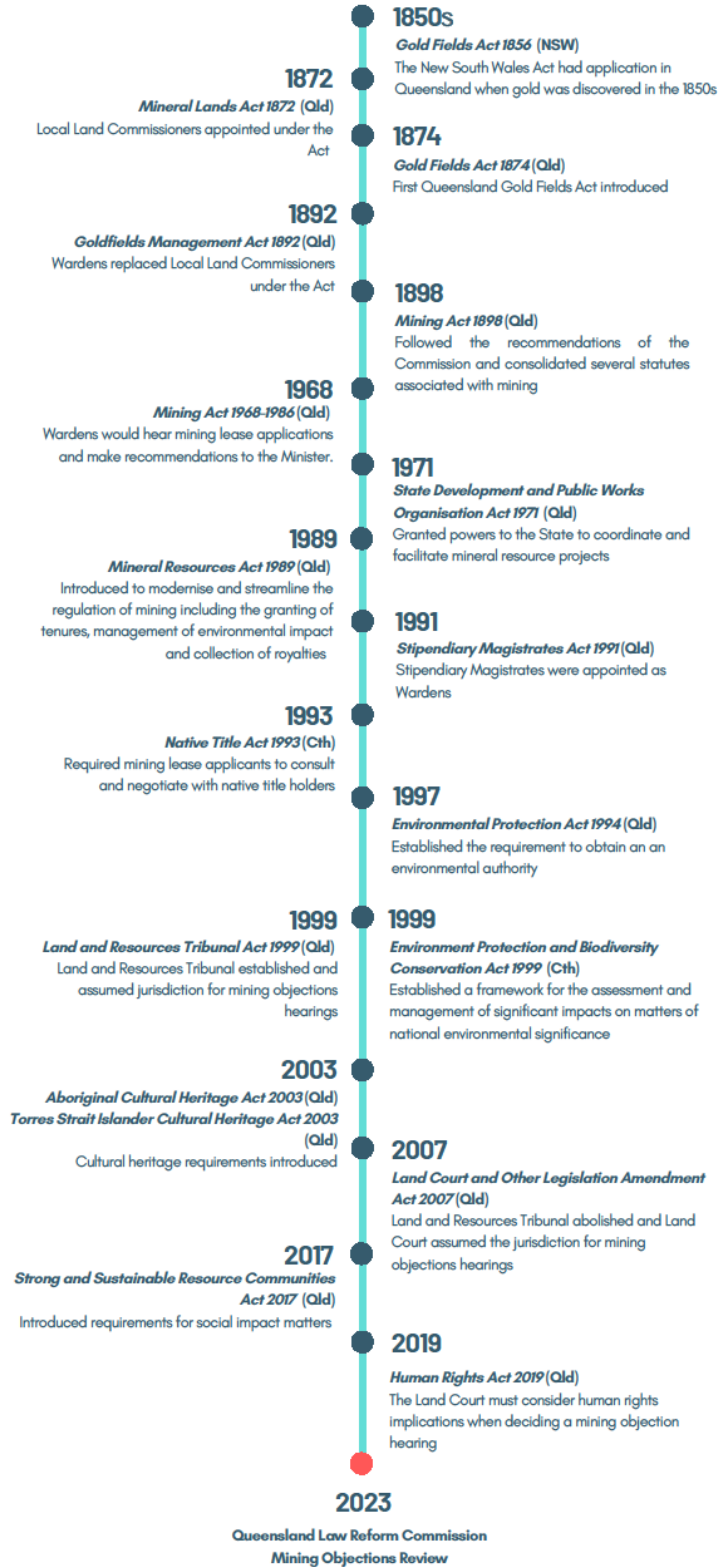 1850s
Gold Fields Act 1856 (NSW)
The New South Wales Act had application in
Queensland when gold was discovered in the 1850s
1872
Mineral Lands Act 1872 (Qld)
Local Land Commissioners appointed under the
Act
1874
Gold Fields Act 1874 (Qld)
First Queensland Gold Fields Act introduced
1892
Goldfields Management Act 1892 (Qld)
Wardens replaced Local Land Commissioners
under the Act
1898
Mining Act 1898 (Qld)
Followed the recommendations of the
Commission and consolidated several statutes
associated with mining
1968
Mining Act 1968-1986 (Qld)
Wardens would hear mining lease applications
and make recommendations to the Minister.
1971
State Development and Public Works
Organisation Act 1971 (Qld)
Granted powers to the State to coordinate and
facilitate mineral resource projects
1989
Mineral Resources Act 1989 (Qld)
Introduced to modernise and streamline the
regulation of mining including the granting of
tenures, management of environmental impact
and collection of royalties
1991
Stipendiary Magistrates Act 1991 (Qld)
Stipendiary Magistrates were appointed as
Wardens
1993
Native Title Act 1993 (Cth)
Required mining lease applicants to consult
and negotiate with native title holders
1997
Environmental Protection Act 1994 (Qld)
Established the requirement to obtain an an
environmental authority
1999
Land and Resources Tribunal Act 1999 (Qld)
Land and Resources Tribunal established and
assumed jurisdiction for mining objections
hearings
1999
Environment Protection and Biodiversity
Conservation Act 1999 (Cth)
Established a framework for the assessment and
management of significant impacts on matters of
national environmental significance
2003
Aboriginal Cultural Heritage Act 2003 (Qld)
Torres Strait Islander Cultural Heritage Act 2003
(Qld)
Cultural heritage requirements introduced
2007
Land Court and Other Legislation Amendment
Act 2007 (Qld)
Land and Resources Tribunal abolished and Land
Court assumed the jurisdiction for mining
objections hearings
2017
Strong and Sustainable Resource Communities
Act 2017 (Qld)
Introduced requirements for social impact matters
2019
Human Rights Act 2019 (Qld)
The Land Court must consider human rights
implications when deciding a mining objection
hearing
2023
Queensland Law Reform Commission
Mining Objections Review